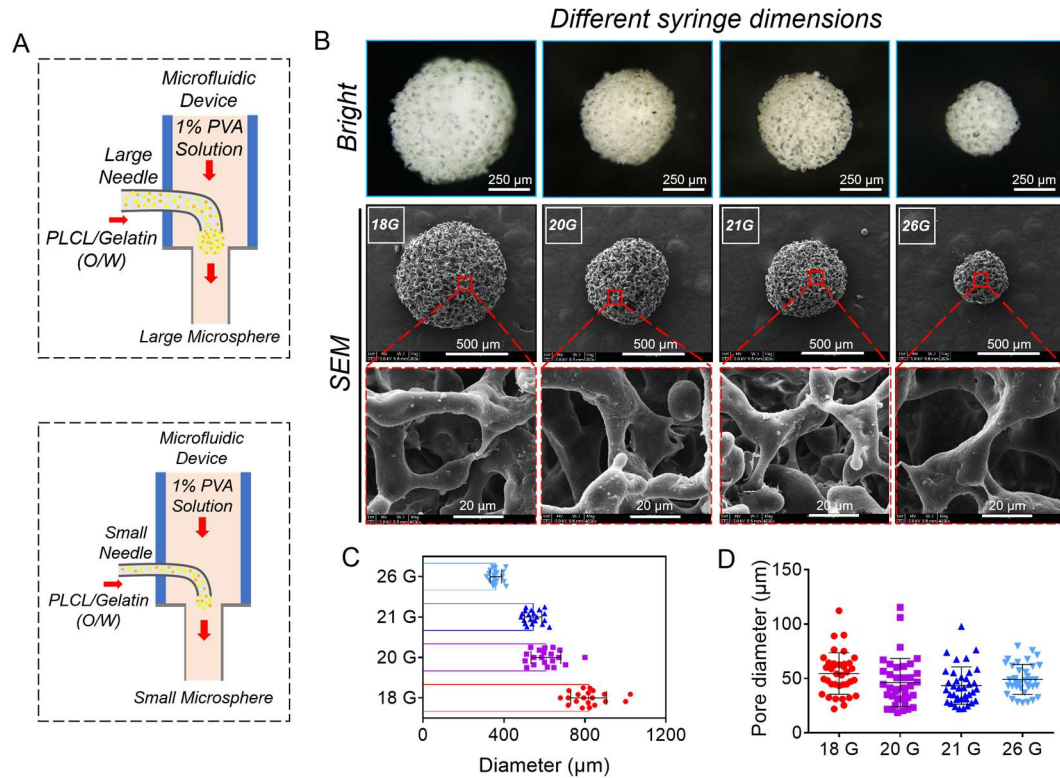 Different syringe dimensions
A
Microfluidic
Device
1% PVA
Solution
Large
Needle
PLCL/Gelatin
(O/W)
Large Microsphere
Microfluidic
Device
1% PVA
Solution
Small
Needle
PLCL/Gelatin
(O/W)
Small Microsphere
B
Bright
250 µm
250 µm
250 µm
250 µm
SEM
18G
20G
21G
26G
500 µm
500 µm
500 µm
500 µm
20 µm
20 µm
20 µm
20 µm
C
26 G
21 G
20 G
18 G
0
400
800
1200
Diameter (µm)
D
Pore diameter (µm)
150
100
50
0
18 G
20 G
21 G
26 G